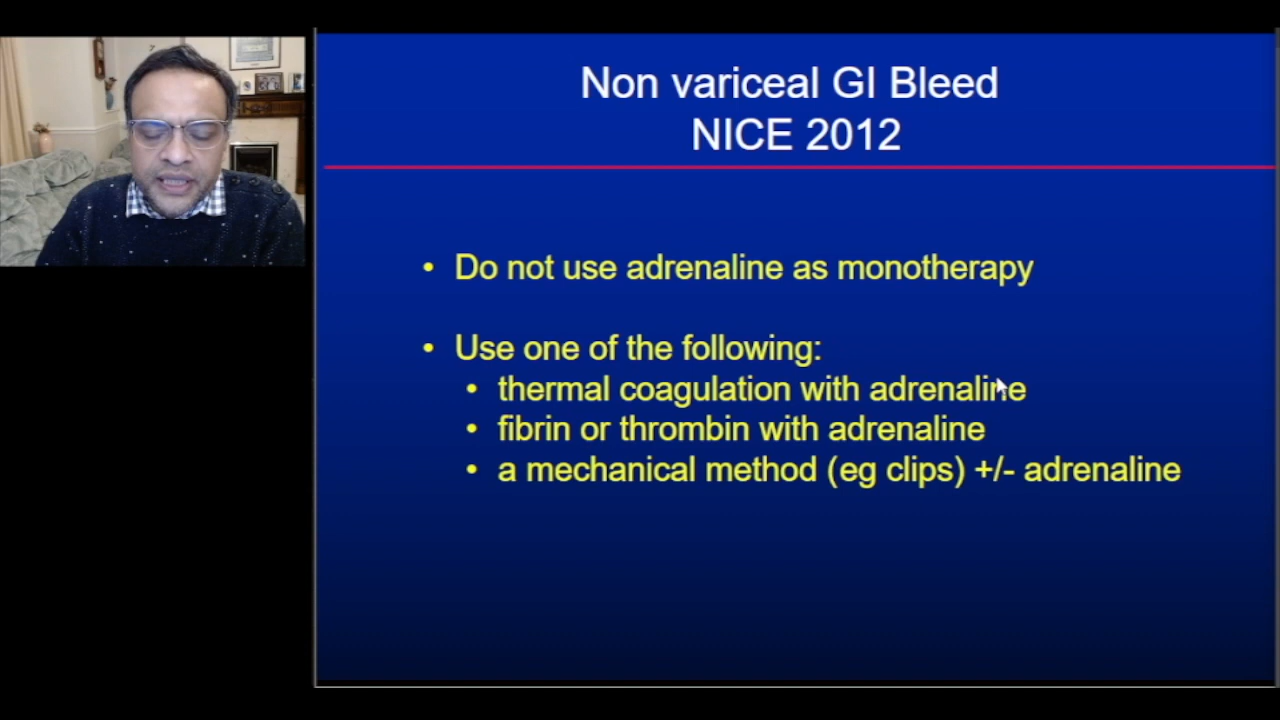 Non variceal GI Bleed
NICE 2012
• Do not use adrenaline as monotherapy
• Use one of the following:
• thermal coagulation with adrenaline
• fibrin or thrombin with adrenaline
• a mechanical method (eg clips) +/- adrenaline